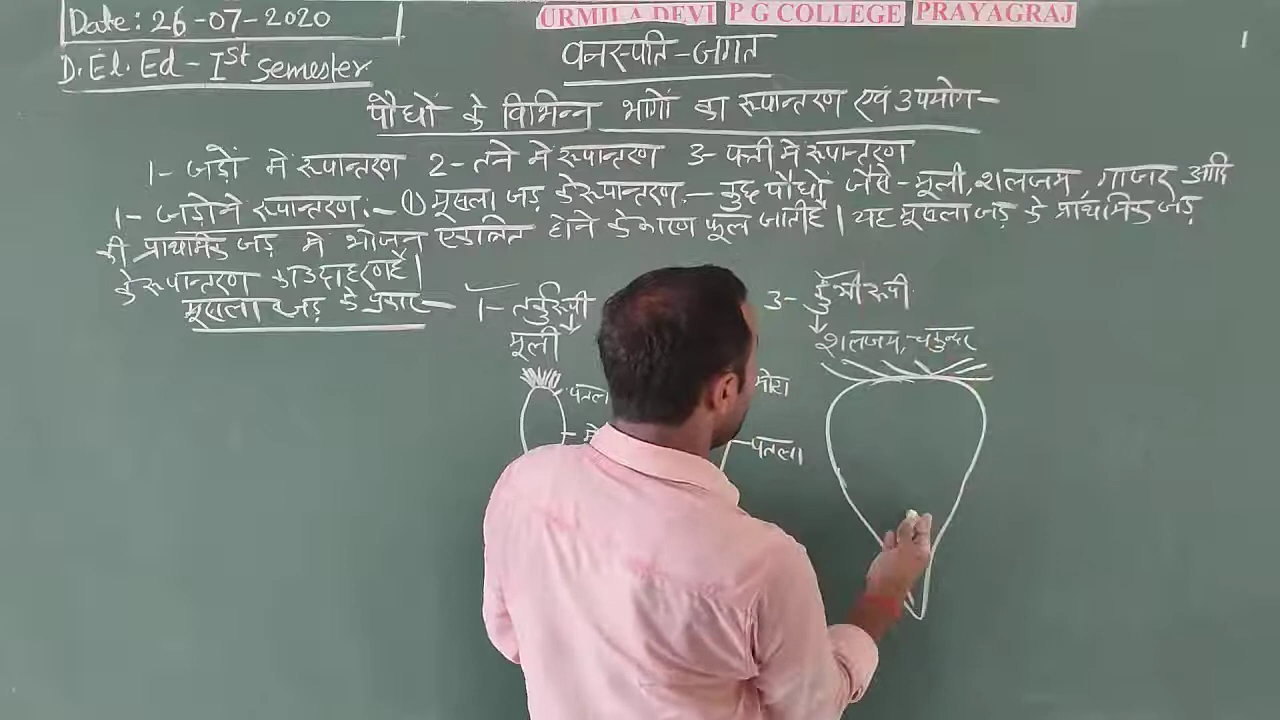 Date: 26-07-2020
URMILA DEVI P G COLLEGE PRAYAGRAJ
D.El.Ed - Ist Semester
वनस्पति-जगत
1
पौधों के विभिन्न भागों का रूपान्तरण एवं उपयोग-
1- जड़ों में रूपान्तरण 2- तने में रूपान्तरण 3- पत्ती में रूपान्तरण
1- जड़ों में रूपान्तरण:- ① मूसला जड़ के रूपान्तरण:- कुछ पौधों जैसे - मूली, शलजम, गाजर आदि
की प्राथमिक जड़ में भोजन एकत्रित होने के कारण फूल जाती है। यह मूसला जड़ के प्राथमिक जड़
के रूपान्तरण का उदाहरण है।
मूसला जड़ के प्रकार- 1- तर्कुरूपी 3- कुंभीरूपी
मूली शलजम, चुकन्दर
पतला मोटा
पतला